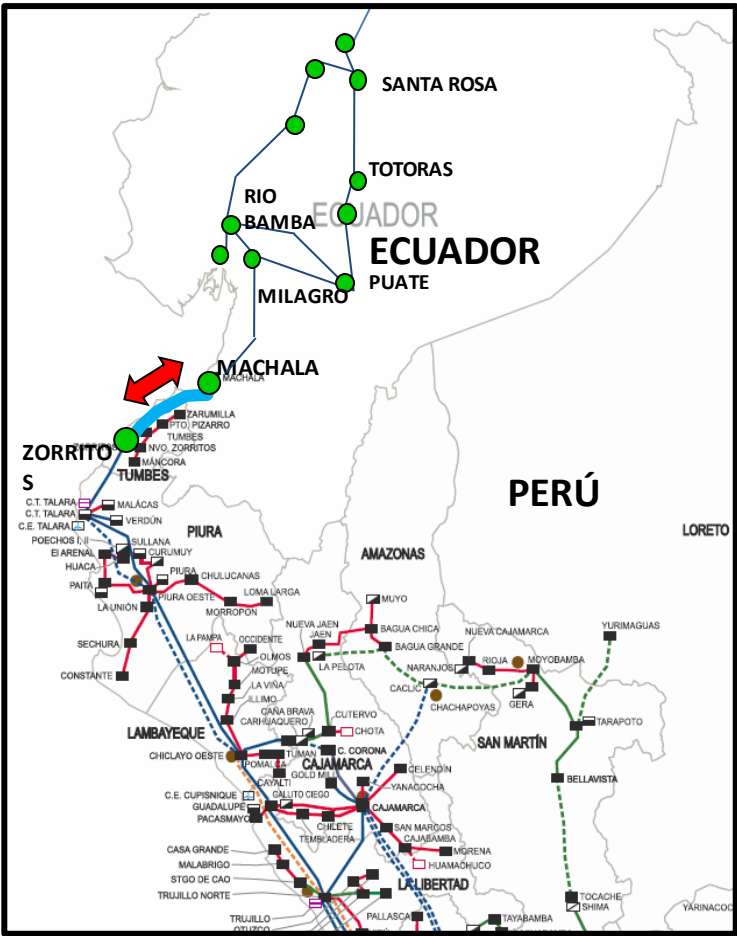 SANTA ROSA
TOTORAS
RIO
BAMBA
ECUADOR
ECUADOR
PUATE
MILAGRO
MACHALA
MACHALA
ZARUMILLA
PTO. PIZARRO
TUMBES
ZORRITO
S
NVO. ZORRITOS
MÁNCORA
TUMBES
PERÚ
C.T. TALARA
C.T. TALARA
C.E. TALARA
MALÁCAS
VERDÚN
PIURA
LORETO
POECHOS I, II
SULLANA
El ARENAL
CURUMUY
HUACA
AMAZONAS
PIURA
CHULUCANAS
PAITA
PIURA OESTE
LOMA LARGA
LA UNIÓN
MORROPON
MUYO
NUEVA JAEN
JAEN
BAGUA CHICA
NUEVA CAJAMARCA
YURIMAGUAS
SECHURA
LA PAMPA
OCCIDENTE
BAGUA GRANDE
OLMOS
LA PELOTA
NARANJOS
RIOJA
MOYOBAMBA
CONSTANTE
MOTUPE
LA VIÑA
CACLIC
CHACHAPOYAS
GERA
ILLIMO
CAÑA BRAVA
CARHUAQUERO
CUTERVO
CHOTA
TARAPOTO
LAMBAYEQUE
SAN MARTÍN
CHICLAYO OESTE
TUMAN
C. CORONA
POMALCA
CAJAMARCA
GOLD MILL
CELENDÍN
CAYALTI
YANACOCHA
BELLAVISTA
C.E. CUPISNIQUE
GALLITO CIEGO
GUADALUPE
CAJAMARCA
PACASMAYO
CHILETE
SAN MARCOS
TEMBLADERA
CAJABAMBA
CASA GRANDE
MORENA
MALABRIGO
HUAMACHUCO
STGO DE CAO
LA LIBERTAD
TRUJILLO NORTE
TOCACHE
SHIMA
YARINACOC
TRUJILLO
PALLASCA
TAYABAMBA
OTUZCO